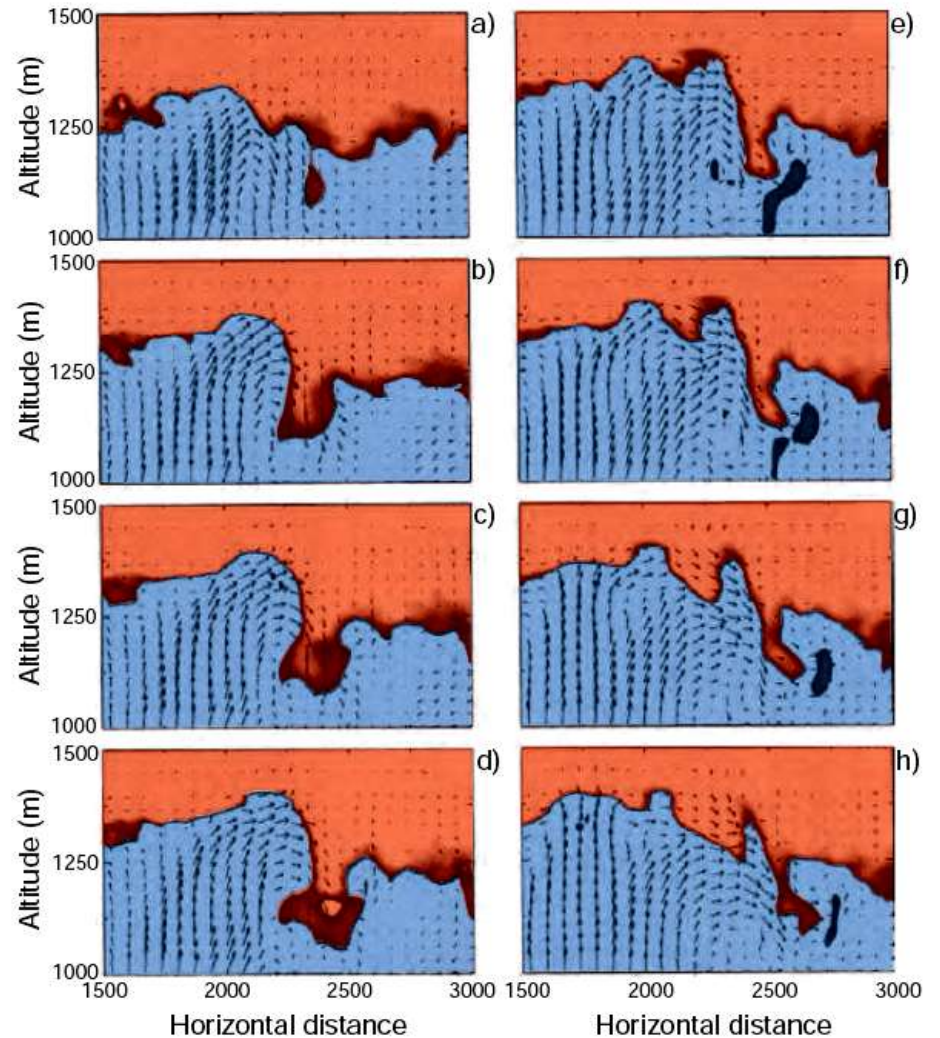 1500 a) e)
Altitude (m)
1250
1000
1500 b) f)
Altitude (m)
1250
1000
1500 c) g)
Altitude (m)
1250
1000
1500 d) h)
Altitude (m)
1250
1000
1500 2000 2500 3000 1500 2000 2500 3000
Horizontal distance Horizontal distance